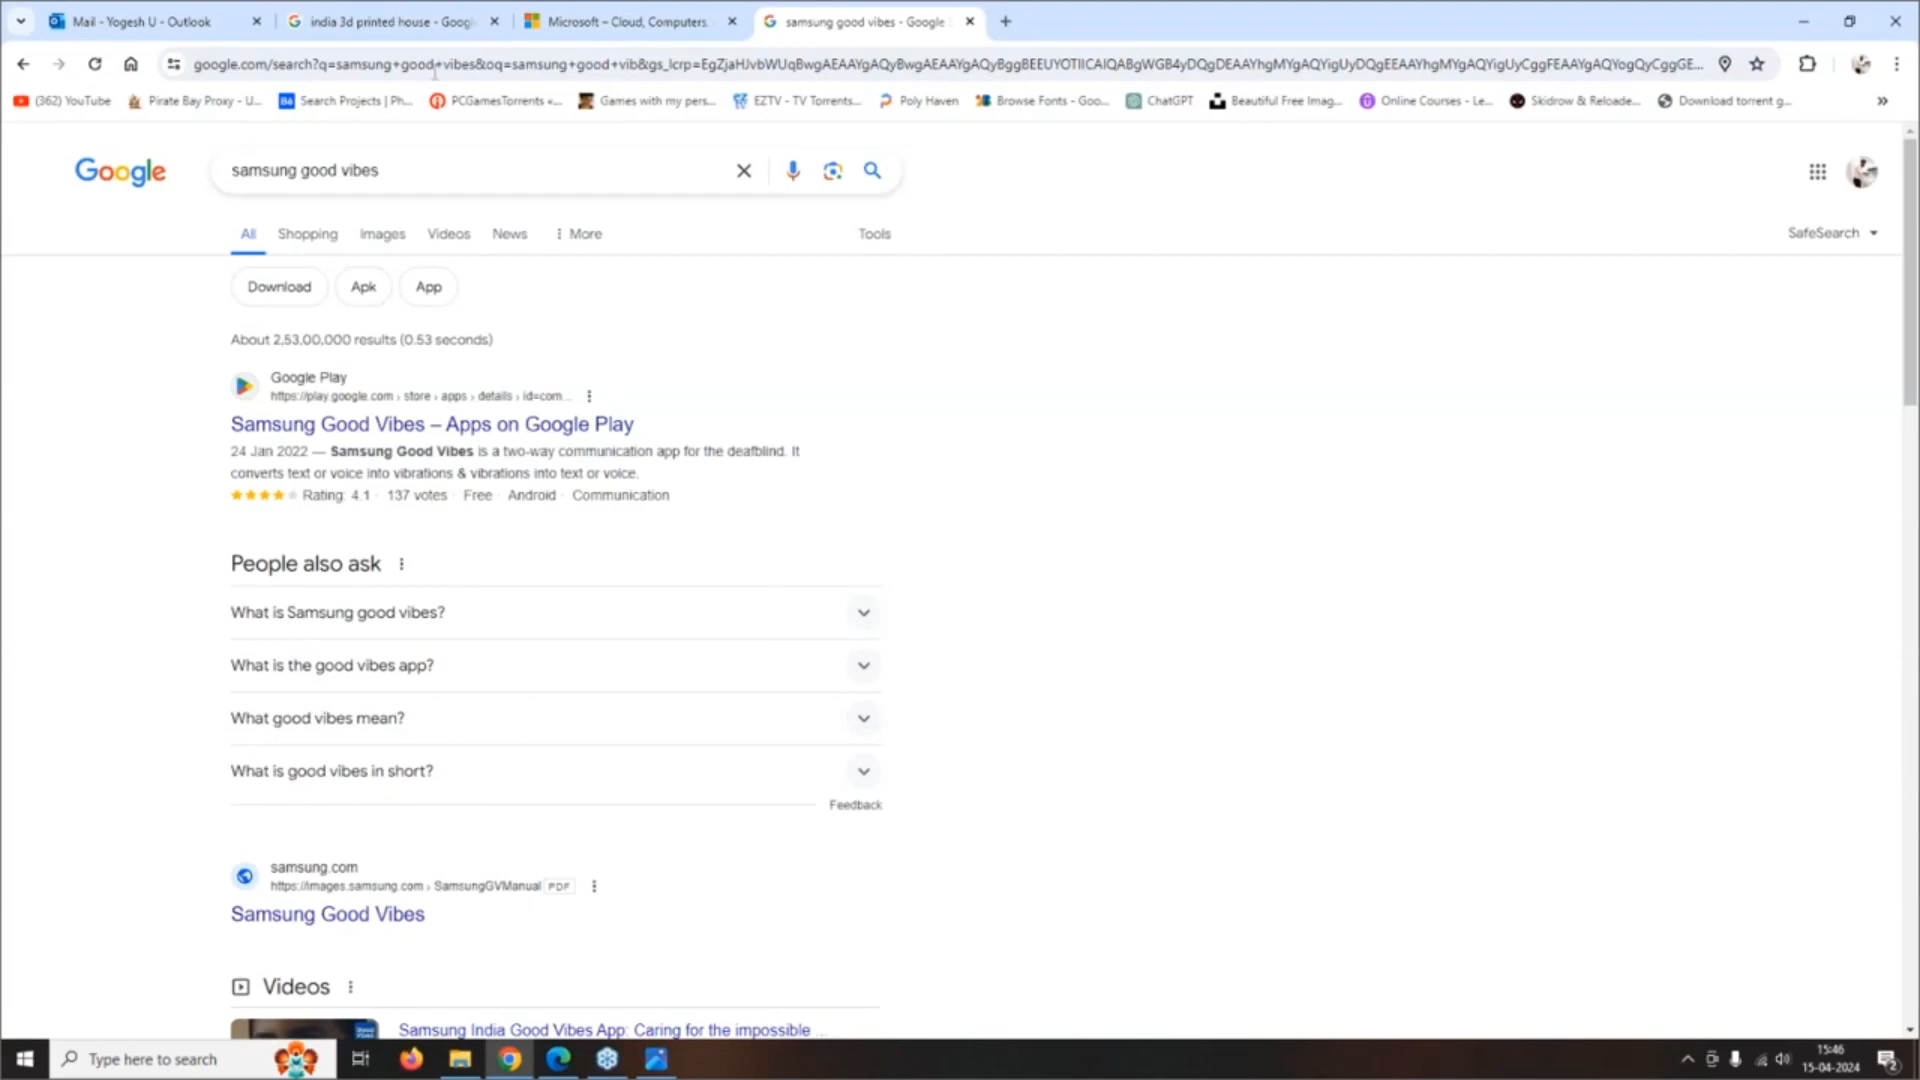 Mail - Yogesh U - Outlook
india 3d printed house - Googl
Microsoft – Cloud, Computers,
samsung good vibes - Google S
google.com/search?q=samsung+good+vibes&oq=samsung+good+vib&gs_lcrp=
(362) YouTube
Pirate Bay Proxy - U...
Search Projects | Ph...
PCGamesTorrents «...
Games with my pers...
EZTV - TV Torrents...
Poly Haven
Browse Fonts - Goo...
ChatGPT
Beautiful Free Imag...
Online Courses - Le...
Skidrow & Reloade...
Download torrent g...
Google
samsung good vibes
All
Shopping
Images
Videos
News
More
Tools
SafeSearch
Download
Apk
App
About 2,53,00,000 results (0.53 seconds)
Google Play
https://play.google.com › store › apps › details › id=com...
Samsung Good Vibes – Apps on Google Play
24 Jan 2022 — Samsung Good Vibes is a two-way communication app for the deafblind. It
converts text or voice into vibrations & vibrations into text or voice.
Rating: 4.1 · 137 votes · Free · Android · Communication
People also ask
What is Samsung good vibes?
What is the good vibes app?
What good vibes mean?
What is good vibes in short?
Feedback
samsung.com
https://images.samsung.com › SamsungGVManual PDF
Samsung Good Vibes
Videos
Samsung India Good Vibes App: Caring for the impossible ...
Type here to search
15:46
15-04-2024
2